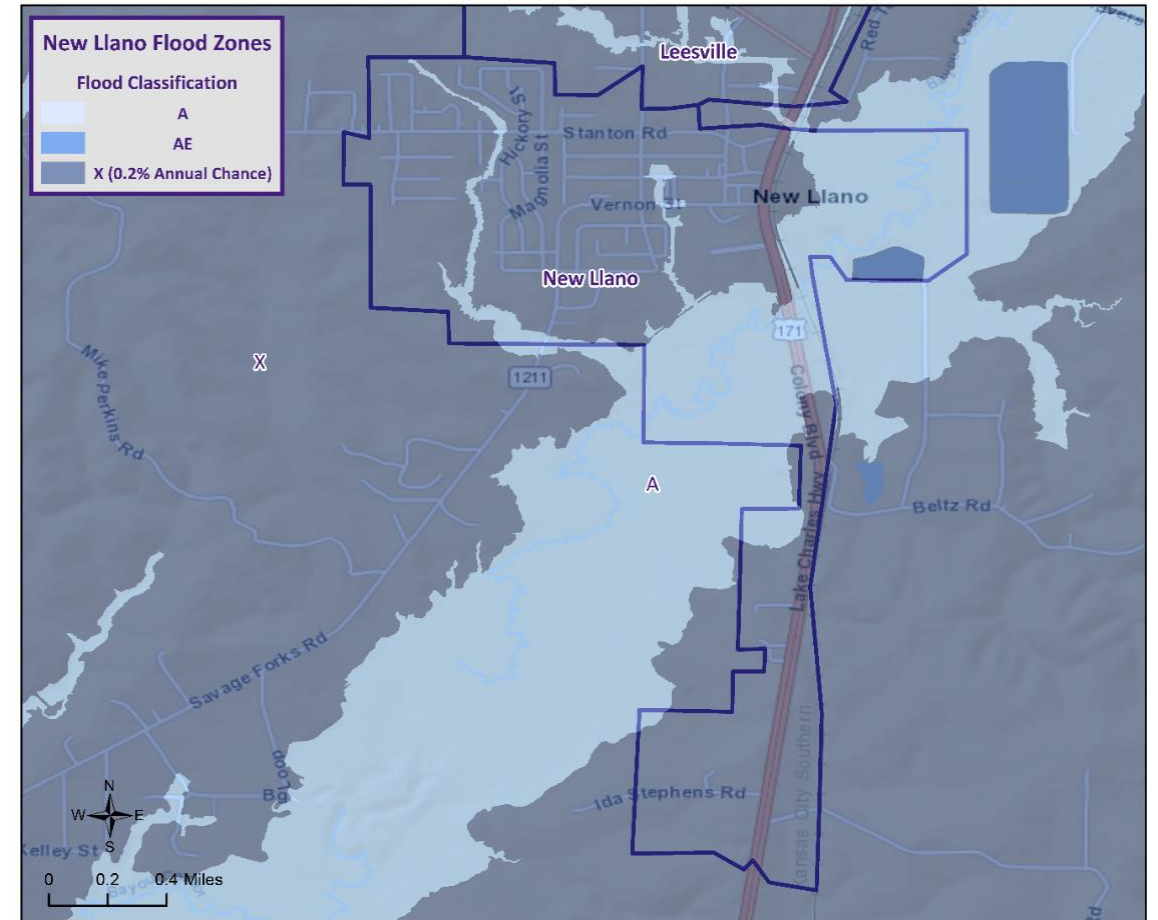 New Llano Flood Zones
Flood Classification
A
AE
X (0.2% Annual Chance)
Leesville
Hickory St
Stanton Rd
Magnolia St
Vernon St
New Llano
New Llano
171
X
1211
Mike Perkins Rd
Colony Blvd
A
Lake Charles Hwy
Beltz Rd
Savage Forks Rd
Kansas City Southern
Loop
Ida Stephens Rd
N
W
E
S
Kelley St
0 0.2 0.4 Miles
Bayou
Rd